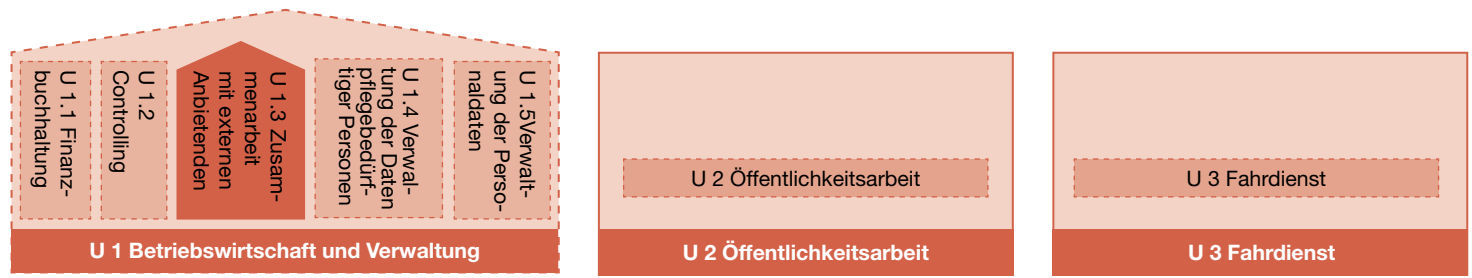 U 1.1 Finanz-
buchhaltung
U 1.2
Controlling
U 1.3 Zusam-
menarbeit
mit externen
Anbietenden
U 1.4 Verwal-
tung der Daten
pflegebedürf-
tiger Personen
U 1.5Verwalt-
ung der Perso-
naldaten
U 1 Betriebswirtschaft und Verwaltung
U 2 Öffentlichkeitsarbeit
U 2 Öffentlichkeitsarbeit
U 3 Fahrdienst
U 3 Fahrdienst